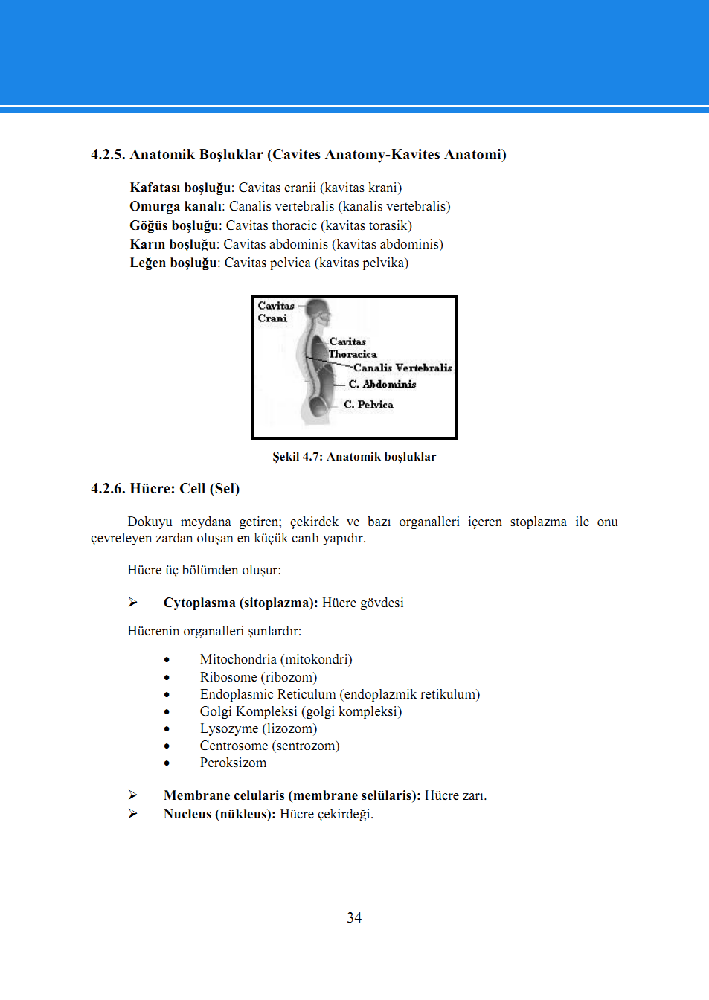 4.2.5. Anatomik Boşluklar (Cavites Anatomy-Kavites Anatomi)
Kafatası boşluğu: Cavitas cranii (kavitas krani)
Omurga kanalı: Canalis vertebralis (kanalis vertebralis)
Göğüs boşluğu: Cavitas thoracic (kavitas torasik)
Karın boşluğu: Cavitas abdominis (kavitas abdominis)
Leğen boşluğu: Cavitas pelvica (kavitas pelvika)
Cavitas
Crani
Cavitas
Thoracica
Canalis Vertebralis
C. Abdominis
C. Pelvica
Şekil 4.7: Anatomik boşluklar
4.2.6. Hücre: Cell (Sel)
Dokuyu meydana getiren; çekirdek ve bazı organalleri içeren stoplazma ile onu
çevreleyen zardan oluşan en küçük canlı yapıdır.
Hücre üç bölümden oluşur:
➢ Cytoplasma (sitoplazma): Hücre gövdesi
Hücrenin organalleri şunlardır:
• Mitochondria (mitokondri)
• Ribosome (ribozom)
• Endoplasmic Reticulum (endoplazmik retikulum)
• Golgi Kompleksi (golgi kompleksi)
• Lysozyme (lizozom)
• Centrosome (sentrozom)
• Peroksizom
➢ Membrane celularis (membrane selülaris): Hücre zarı.
➢ Nucleus (nükleus): Hücre çekirdeği.
34